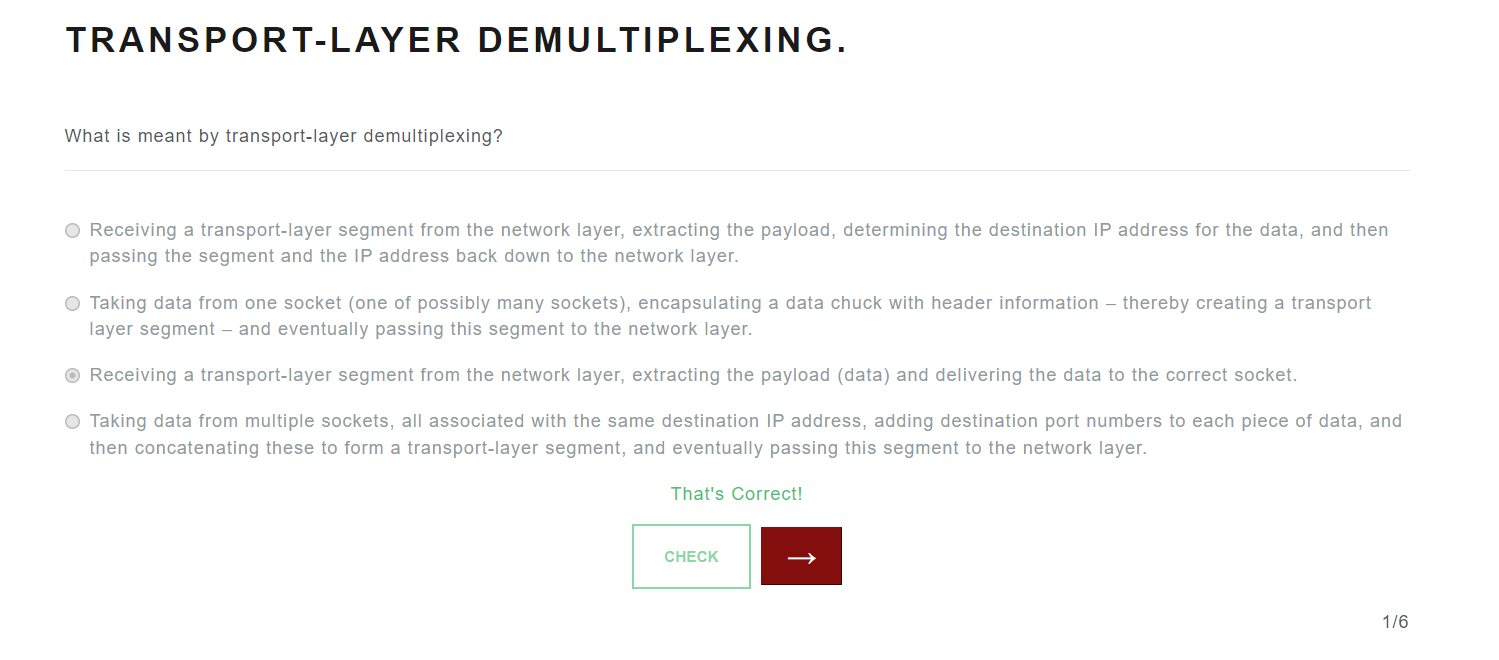 TRANSPORT-LAYER DEMULTIPLEXING.
What is meant by transport-layer demultiplexing?
Receiving a transport-layer segment from the network layer, extracting the payload, determining the destination IP address for the data, and then
passing the segment and the IP address back down to the network layer.
Taking data from one socket (one of possibly many sockets), encapsulating a data chuck with header information – thereby creating a transport
layer segment – and eventually passing this segment to the network layer.
Receiving a transport-layer segment from the network layer, extracting the payload (data) and delivering the data to the correct socket.
Taking data from multiple sockets, all associated with the same destination IP address, adding destination port numbers to each piece of data, and
then concatenating these to form a transport-layer segment, and eventually passing this segment to the network layer.
That's Correct!
CHECK →
1/6